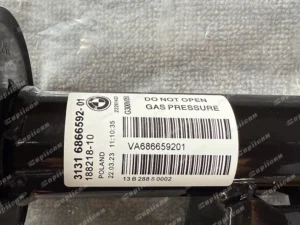 3131 6866592-01
188218-10
POLAND
22.03.23 11:10:35
DO NOT OPEN
GAS PRESSURE
VA686659201
13 B 288 5 0002